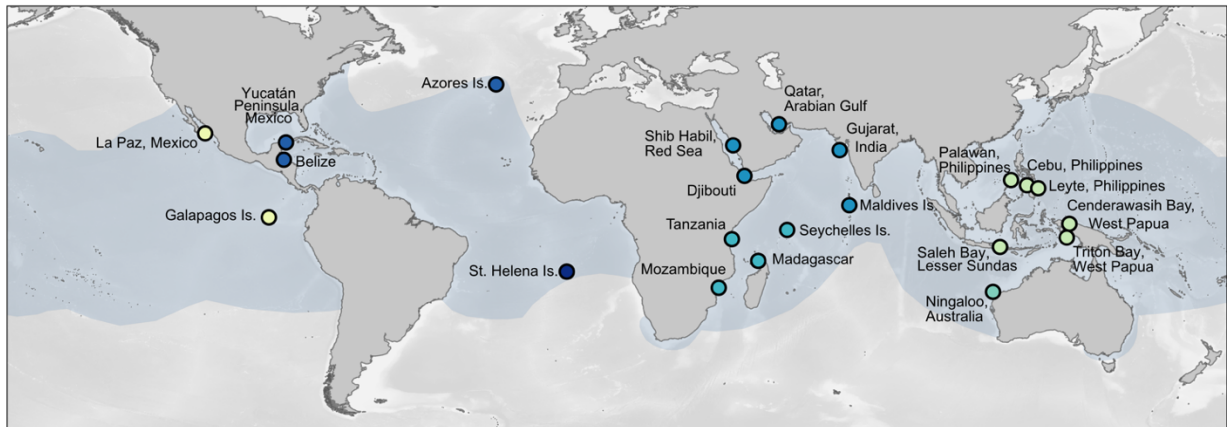 Azores Is.
Yucatán
Peninsula,
Mexico
La Paz, Mexico
Belize
Galapagos Is.
St. Helena Is.
Qatar,
Arabian Gulf
Shib Habil,
Red Sea
Gujarat,
India
Djibouti
Maldives Is.
Tanzania
Seychelles Is.
Mozambique
Madagascar
Palawan,
Philippines
Cebu, Philippines
Leyte, Philippines
Cenderawasih Bay,
West Papua
Saleh Bay,
Lesser Sundas
Triton Bay,
West Papua
Ningaloo,
Australia